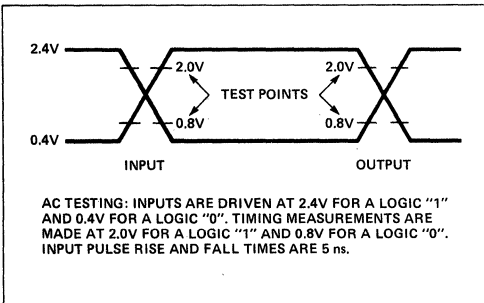 2.4V
2.0V 2.0V
TEST POINTS
0.8V 0.8V
0.4V
INPUT OUTPUT
AC TESTING: INPUTS ARE DRIVEN AT 2.4V FOR A LOGIC "1"
AND 0.4V FOR A LOGIC "0". TIMING MEASUREMENTS ARE
MADE AT 2.0V FOR A LOGIC "1" AND 0.8V FOR A LOGIC "0".
INPUT PULSE RISE AND FALL TIMES ARE 5 ns.